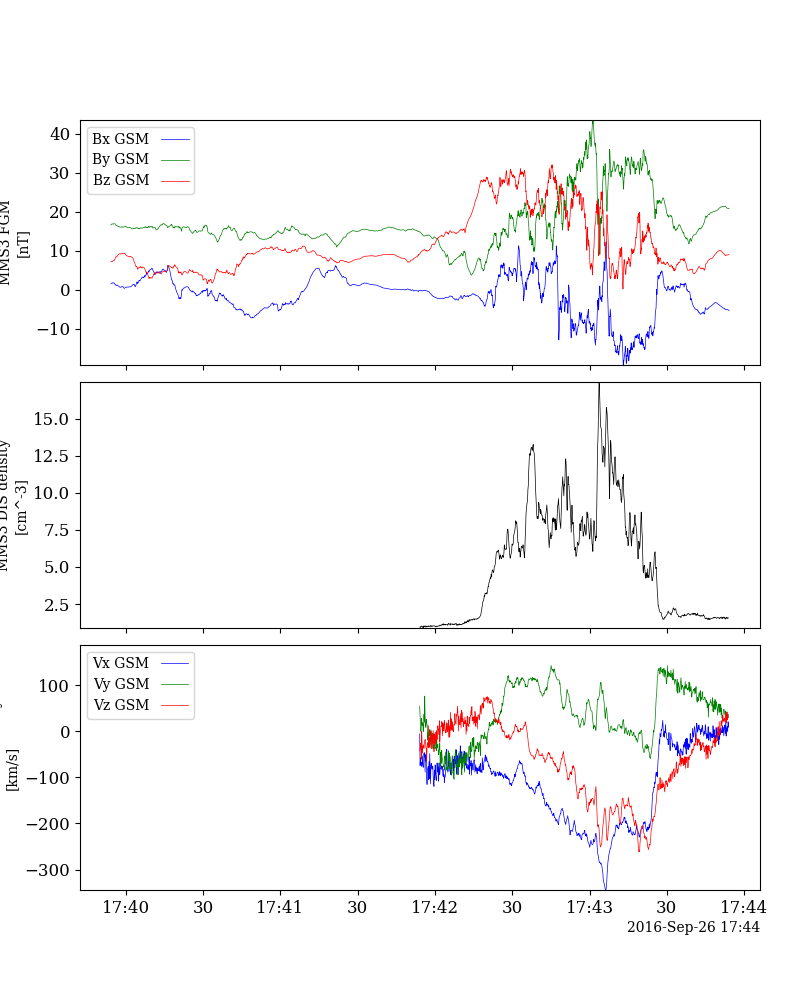 40
30
20
10
0
−10
MMS3 FGM
[nT]
Bx GSM
By GSM
Bz GSM
15.0
12.5
10.0
7.5
5.0
2.5
MMS3 DIS density
[cm^-3]
100
0
−100
−200
−300
[km/s]
Vx GSM
Vy GSM
Vz GSM
17:40 30 17:41 30 17:42 30 17:43 30 17:44
2016-Sep-26 17:44